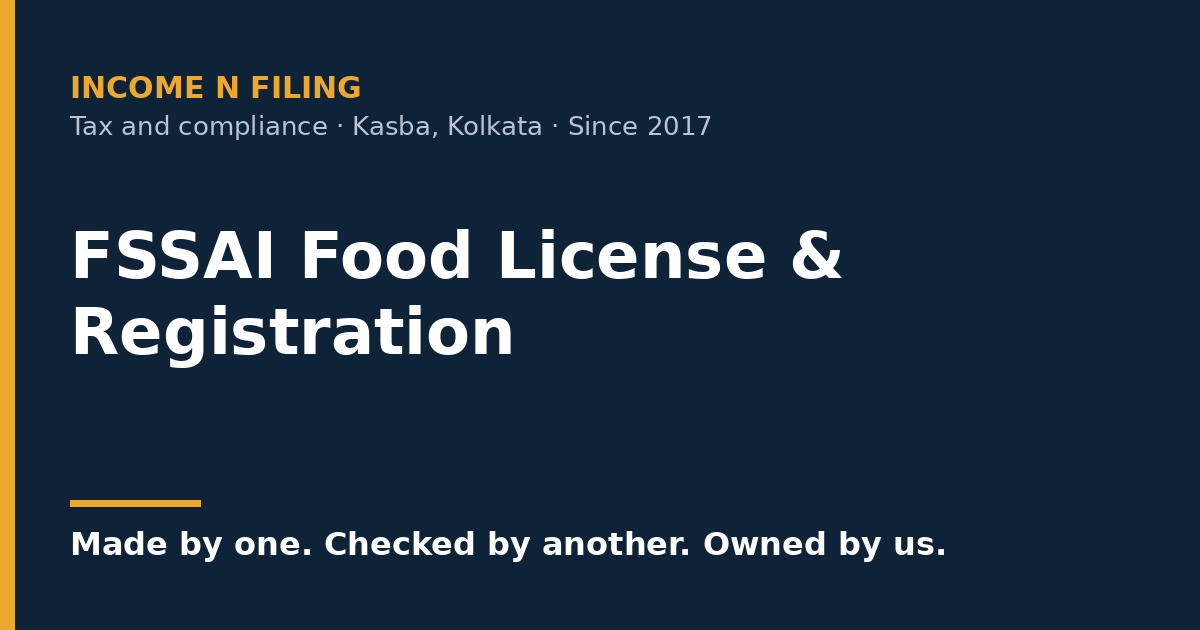 INCOME N FILING
Tax and compliance · Kasba, Kolkata · Since 2017
FSSAI Food License &
Registration
Made by one. Checked by another. Owned by us.